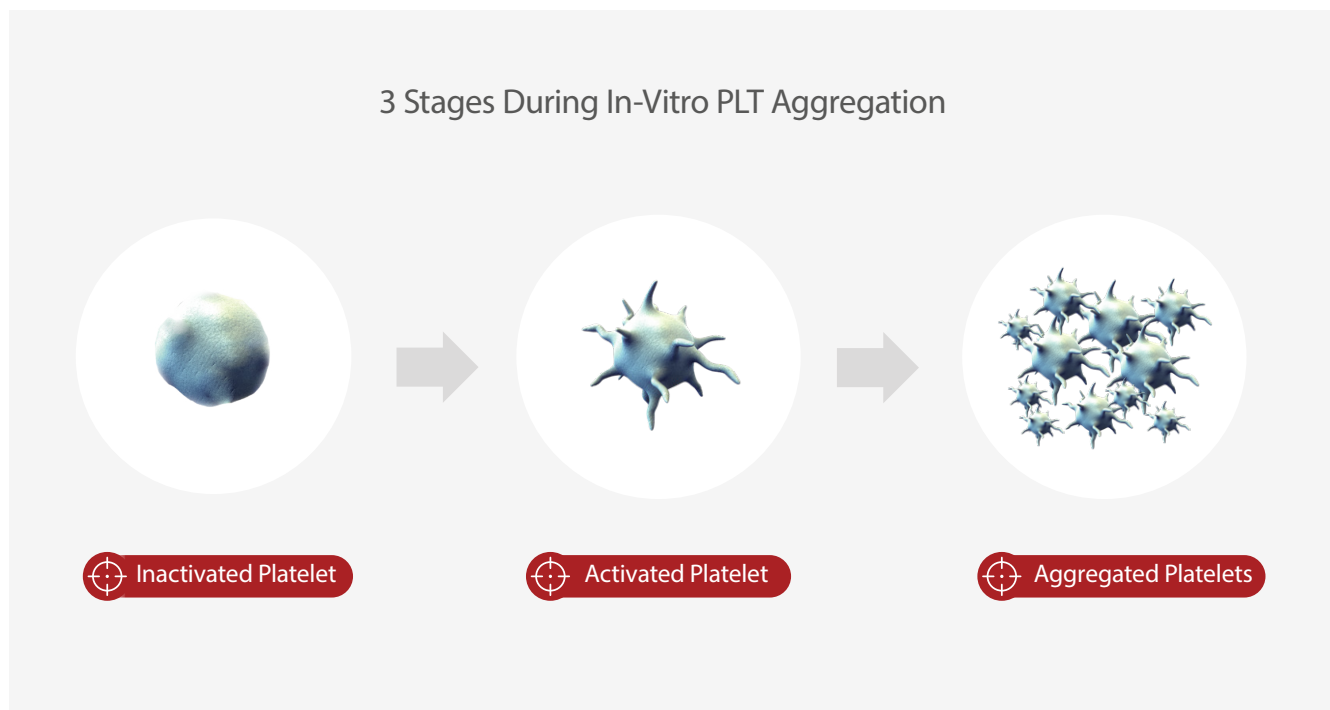 3 Stages During In-Vitro PLT Aggregation
Inactivated Platelet
Activated Platelet
Aggregated Platelets